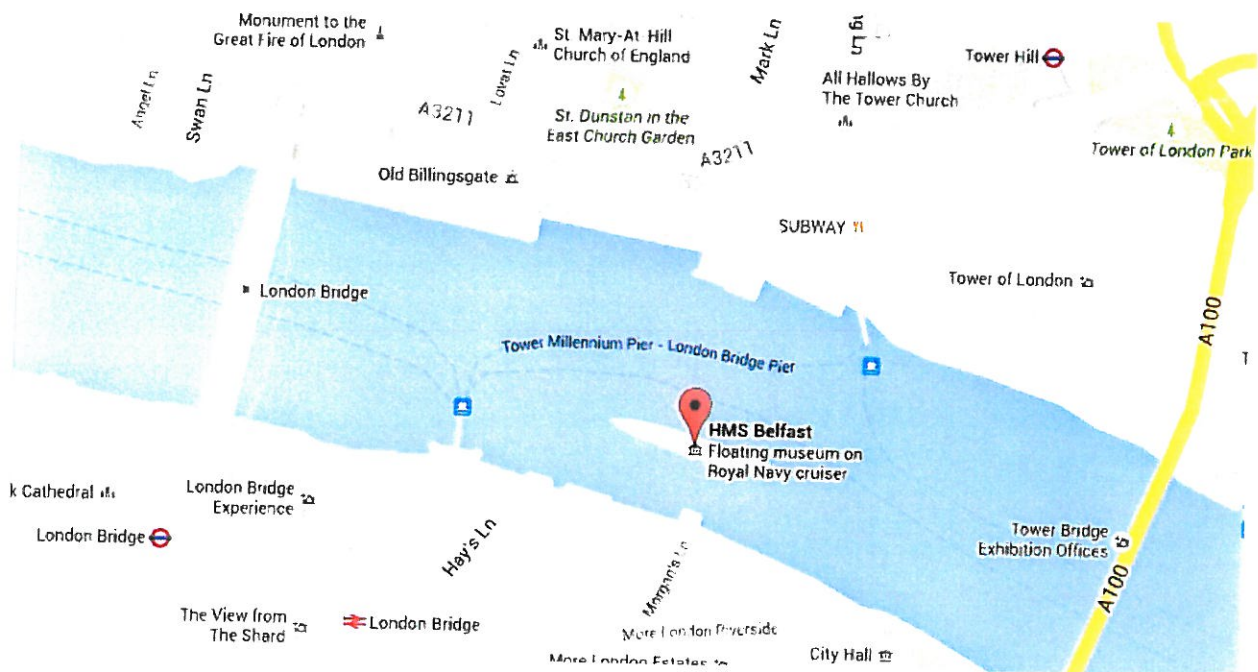 Monument to the
Great Fire of London
St. Mary-At-Hill
Church of England
Mark Ln
Tower Hill
Angel Ln
Swan Ln
Lovat Ln
All Hallows By
The Tower Church
A3211
St. Dunstan in the
East Church Garden
A3211
Tower of London Park
Old Billingsgate
SUBWAY
Tower of London
London Bridge
A100
Tower Millennium Pier - London Bridge Pier
HMS Belfast
Floating museum on
Royal Navy cruiser
k Cathedral
London Bridge
Experience
London Bridge
Hay's Ln
Tower Bridge
Exhibition Offices
Morgan's Ln
A100
The View from
The Shard
London Bridge
More London Riverside
More London Estates
City Hall